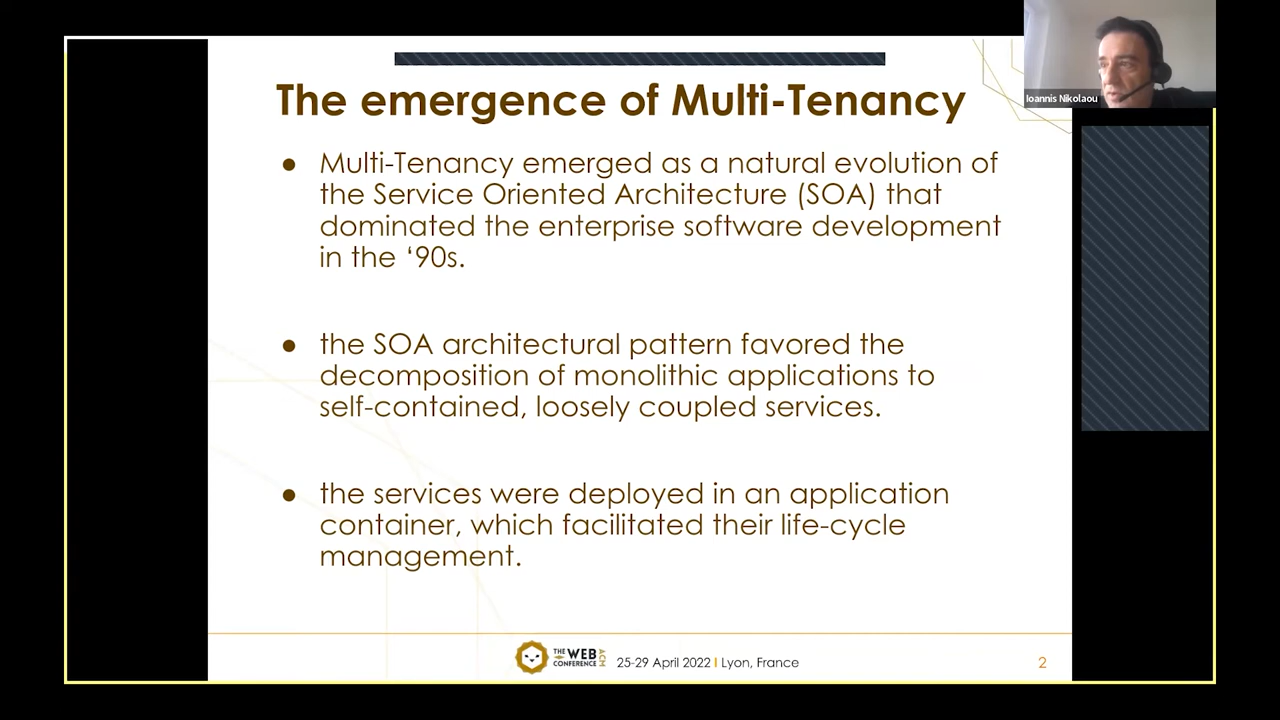 The emergence of Multi-Tenancy
Ioannis Nikolaou
● Multi-Tenancy emerged as a natural evolution of
the Service Oriented Architecture (SOA) that
dominated the enterprise software development
in the ‘90s.
● the SOA architectural pattern favored the
decomposition of monolithic applications to
self-contained, loosely coupled services.
● the services were deployed in an application
container, which facilitated their life-cycle
management.
THE WEB CONFERENCE ACM
25-29 April 2022 | Lyon, France
2